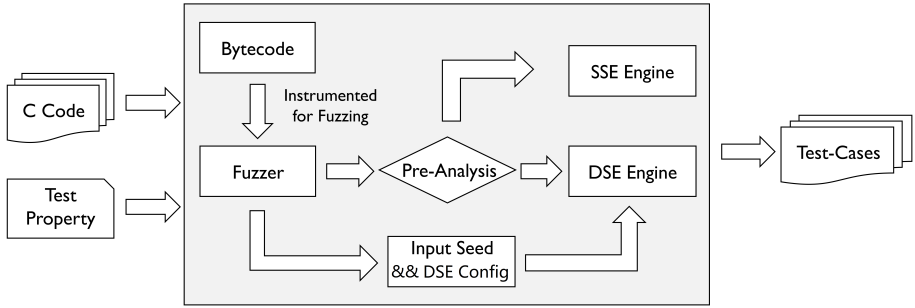 C Code
Test
Property
Bytecode
Instrumented
for Fuzzing
Fuzzer
Pre-Analysis
SSE Engine
DSE Engine
Input Seed
&& DSE Config
Test-Cases